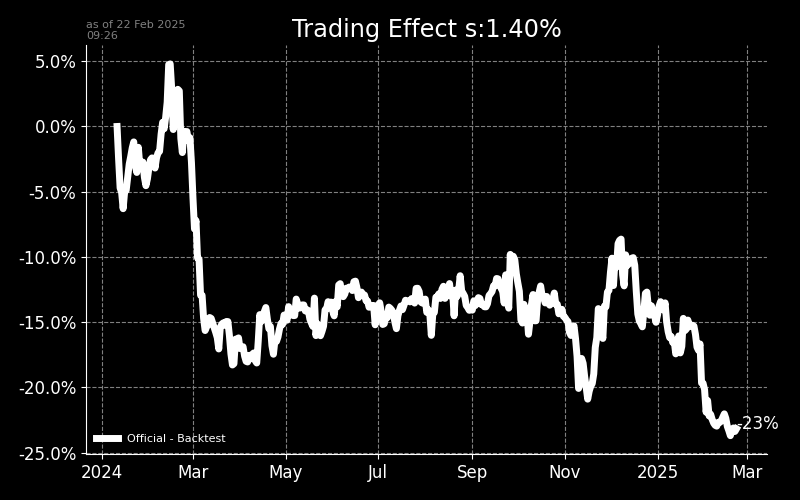 as of 22 Feb 2025
09:26
Trading Effect s:1.40%
5.0%
0.0%
-5.0%
-10.0%
-15.0%
-20.0%
-25.0%
-23%
Official - Backtest
2024 Mar May Jul Sep Nov 2025 Mar